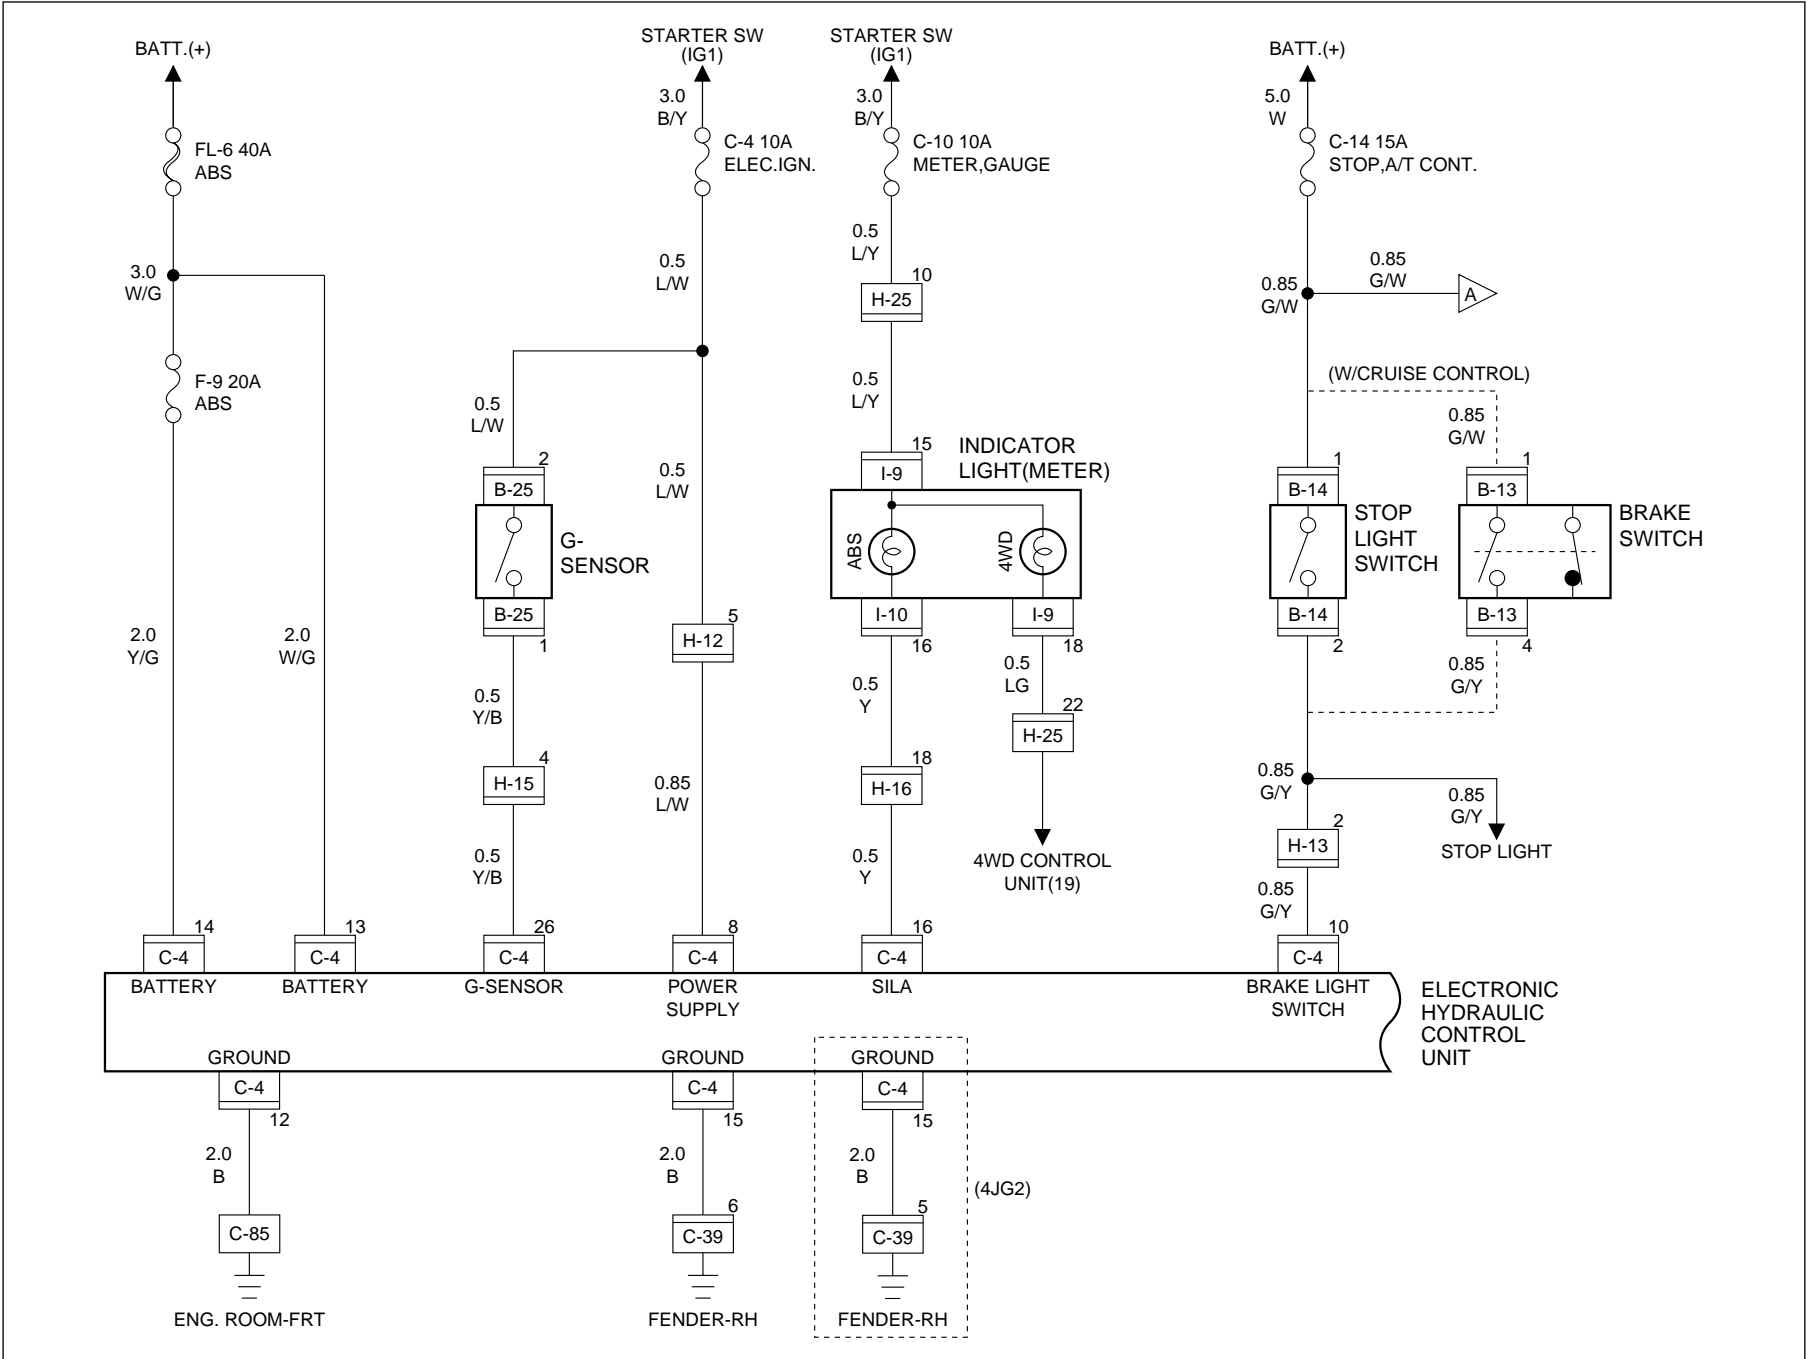 BATT.(+)
STARTER SW
(IG1)
STARTER SW
(IG1)
BATT.(+)
3.0
B/Y
3.0
B/Y
5.0
W
FL-6 40A
ABS
C-4 10A
ELEC.IGN.
C-10 10A
METER,GAUGE
C-14 15A
STOP,A/T CONT.
3.0
W/G
0.5
L/W
0.5
L/Y
10
H-25
0.85
G/W
0.85
G/W
A
F-9 20A
ABS
0.5
L/W
0.5
L/Y
(W/CRUISE CONTROL)
0.85
G/W
2
B-25
0.5
L/W
15
I-9
INDICATOR
LIGHT(METER)
1
B-14
1
B-13
G-
SENSOR
ABS
4WD
STOP
LIGHT
SWITCH
BRAKE
SWITCH
B-25
1
5
H-12
I-10
16
I-9
18
B-14
2
B-13
4
2.0
Y/G
2.0
W/G
0.5
Y/B
0.5
Y
0.5
LG
22
H-25
0.85
G/Y
4
H-15
0.85
L/W
18
H-16
0.85
G/Y
0.85
G/Y
2
H-13
STOP LIGHT
0.5
Y/B
0.5
Y
4WD CONTROL
UNIT(19)
0.85
G/Y
14
C-4
13
C-4
26
C-4
8
C-4
16
C-4
10
C-4
BATTERY
BATTERY
G-SENSOR
POWER
SUPPLY
SILA
BRAKE LIGHT
SWITCH
ELECTRONIC
HYDRAULIC
CONTROL
UNIT
GROUND
GROUND
GROUND
C-4
12
C-4
15
C-4
15
2.0
B
2.0
B
2.0
B
(4JG2)
C-85
6
C-39
5
C-39
ENG. ROOM-FRT
FENDER-RH
FENDER-RH